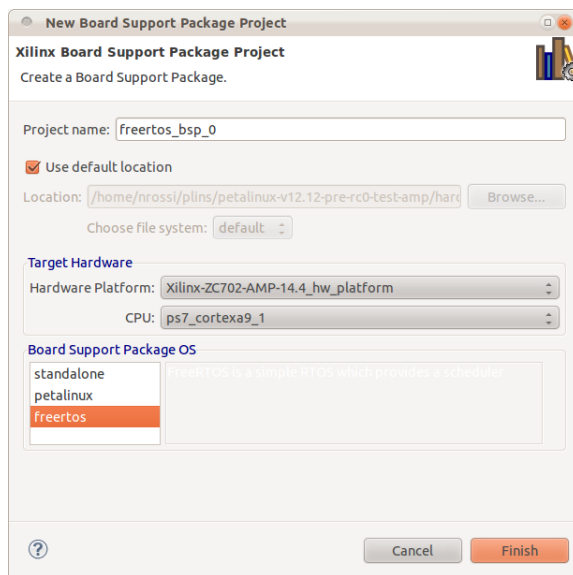 New Board Support Package Project
Xilinx Board Support Package Project
Create a Board Support Package.
Project name: freertos_bsp_0
Use default location
Location: /home/nrossi/plins/petalinux-v12.12-pre-rc0-test-amp/hard Browse...
Choose file system: default
Target Hardware
Hardware Platform: Xilinx-ZC702-AMP-14.4_hw_platform
CPU: ps7_cortexa9_1
Board Support Package OS
standalone
petalinux
freertos
FreeRTOS is a simple RTOS which provides a scheduler
?
Cancel Finish